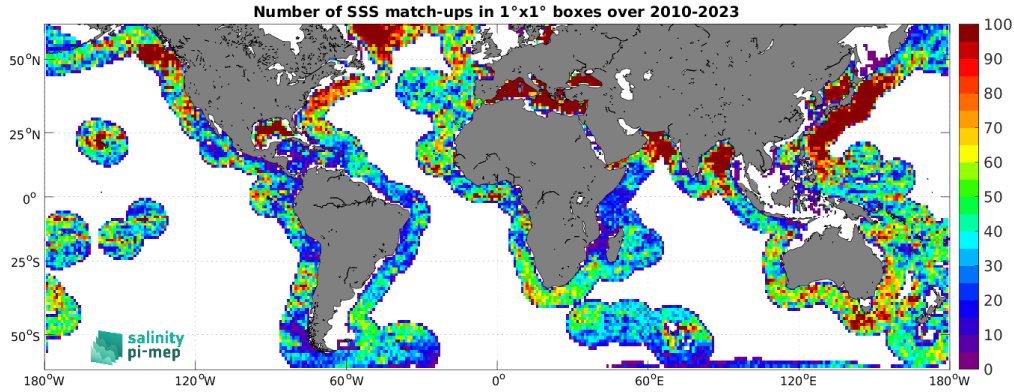 Number of SSS match-ups in 1°x1° boxes over 2010-2023
50°N
25°N
0°
25°S
50°S
180°W
120°W
60°W
0°
60°E
120°E
180°W
100
90
80
70
60
50
40
30
20
10
0
salinity
pi-mep